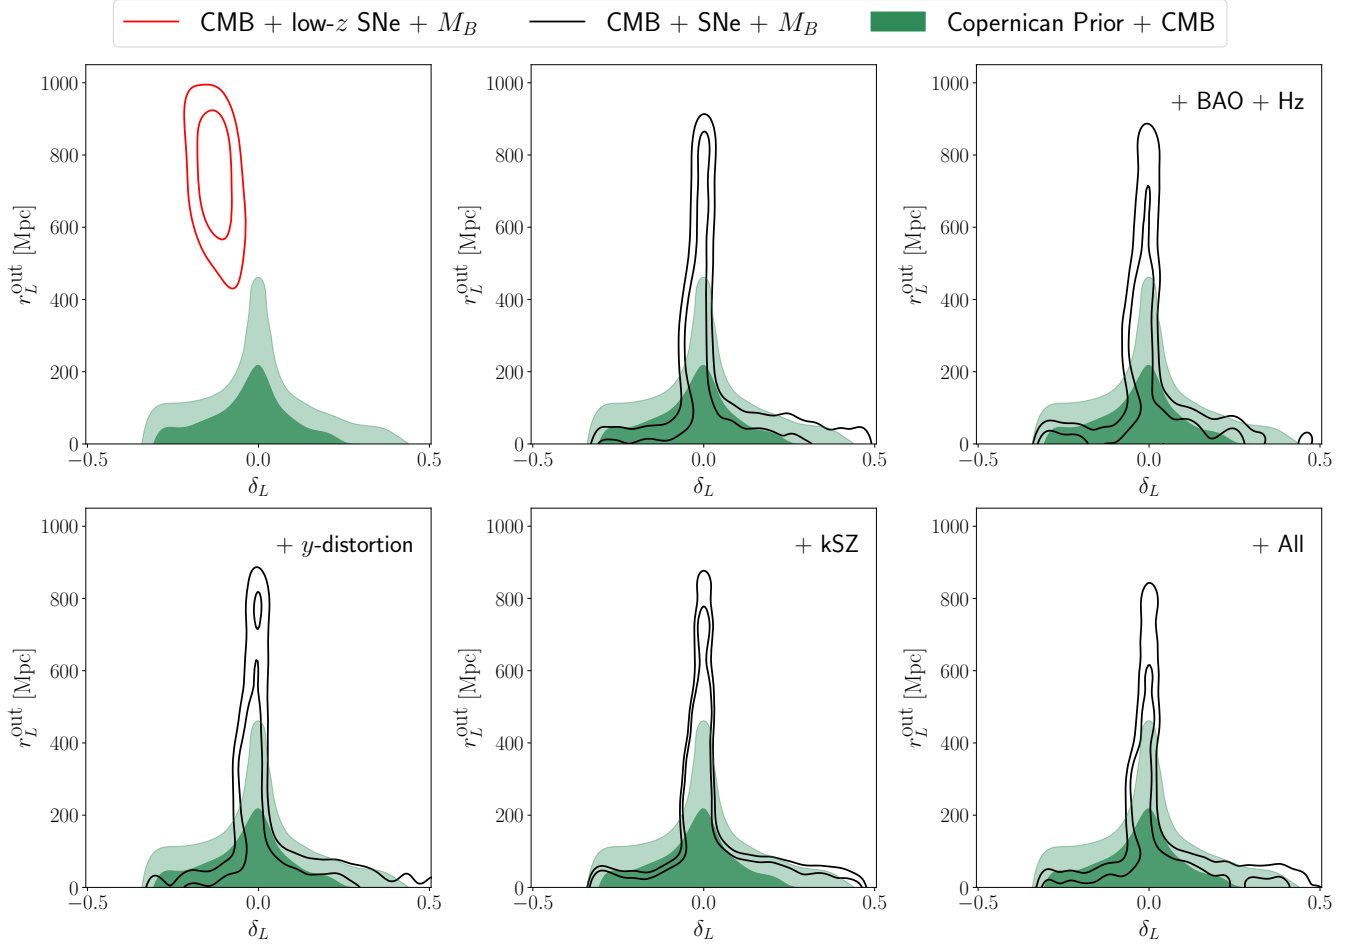 CMB + low-z SNe + M_B CMB + SNe + M_B Copernican Prior + CMB
1000
800
600
400
200
0
−0.5 0.0 0.5
r_L^out [Mpc]
δ_L
1000
800
600
400
200
0
−0.5 0.0 0.5
r_L^out [Mpc]
δ_L
+ BAO + Hz
1000
800
600
400
200
0
−0.5 0.0 0.5
r_L^out [Mpc]
δ_L
+ y-distortion
1000
800
600
400
200
0
−0.5 0.0 0.5
r_L^out [Mpc]
δ_L
+ kSZ
1000
800
600
400
200
0
−0.5 0.0 0.5
r_L^out [Mpc]
δ_L
+ All
1000
800
600
400
200
0
−0.5 0.0 0.5
r_L^out [Mpc]
δ_L